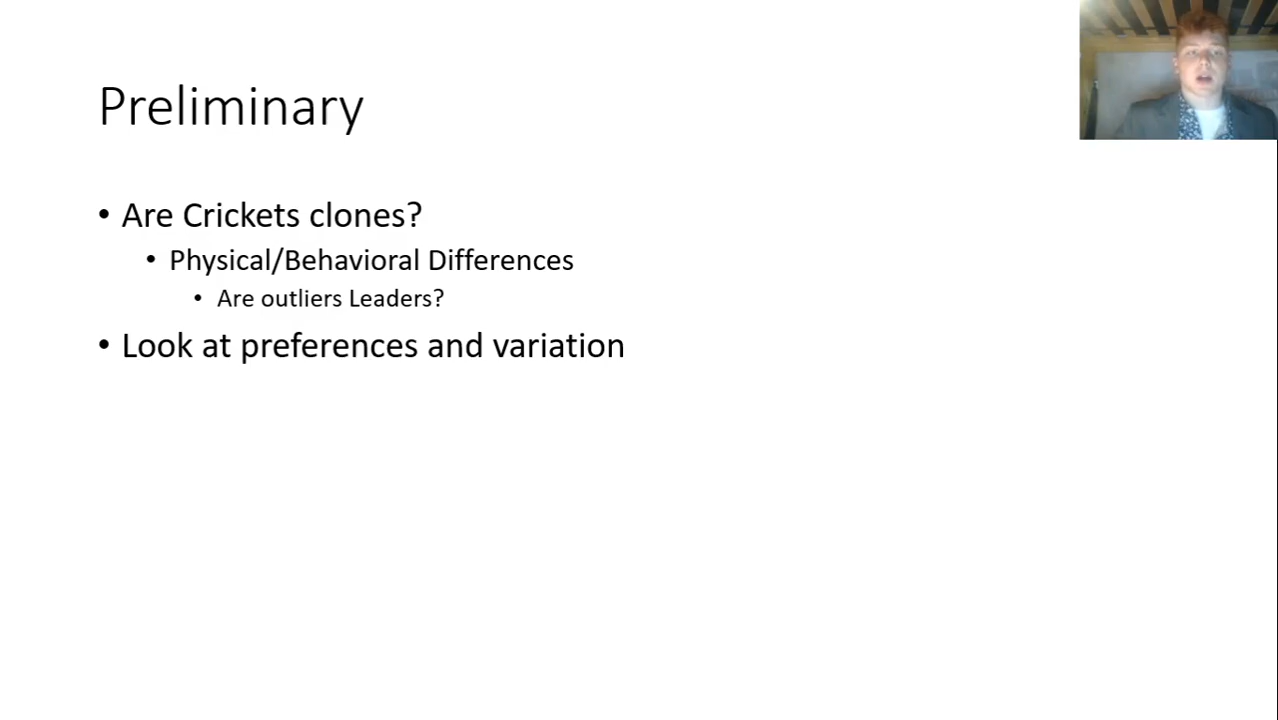 Preliminary
• Are Crickets clones?
• Physical/Behavioral Differences
• Are outliers Leaders?
• Look at preferences and variation